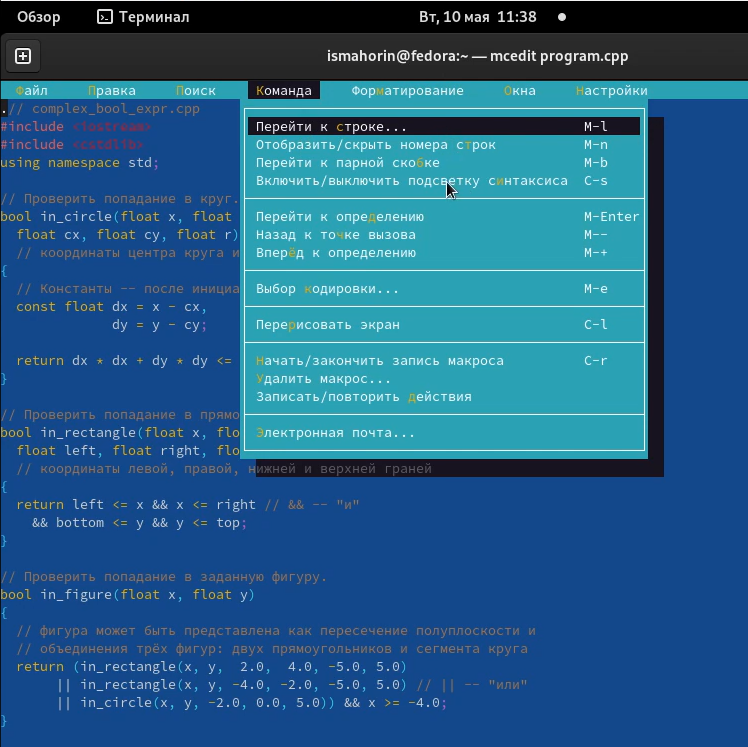 Обзор Терминал Вт, 10 мая 11:38
ismahorin@fedora:~ — mcedit program.cpp
Файл Правка Поиск Команда Форматирование Окна Настройки
.// complex_bool_expr.cpp
#include <iostream> Перейти к строке... M-l
#include <cstdlib> Отобразить/скрыть номера строк M-n
using namespace std; Перейти к парной скобке M-b
Включить/выключить подсветку синтаксиса C-s
// Проверить попадание в круг.
bool in_circle(float x, float Перейти к определению M-Enter
float cx, float cy, float r) Назад к точке вызова M--
// координаты центра круга и Вперёд к определению M-+
{
// Константы -- после инициа Выбор кодировки... M-e
const float dx = x - cx,
dy = y - cy; Перерисовать экран C-l
return dx * dx + dy * dy <= Начать/закончить запись макроса C-r
} Удалить макрос...
Записать/повторить действия
// Проверить попадание в прямо
bool in_rectangle(float x, flo Электронная почта...
float left, float right, flo
// координаты левой, правой, нижней и верхней граней
{
return left <= x && x <= right // && -- "и"
&& bottom <= y && y <= top;
}
// Проверить попадание в заданную фигуру.
bool in_figure(float x, float y)
{
// фигура может быть представлена как пересечение полуплоскости и
// объединения трёх фигур: двух прямоугольников и сегмента круга
return (in_rectangle(x, y, 2.0, 4.0, -5.0, 5.0)
|| in_rectangle(x, y, -4.0, -2.0, -5.0, 5.0) // || -- "или"
|| in_circle(x, y, -2.0, 0.0, 5.0)) && x >= -4.0;
}